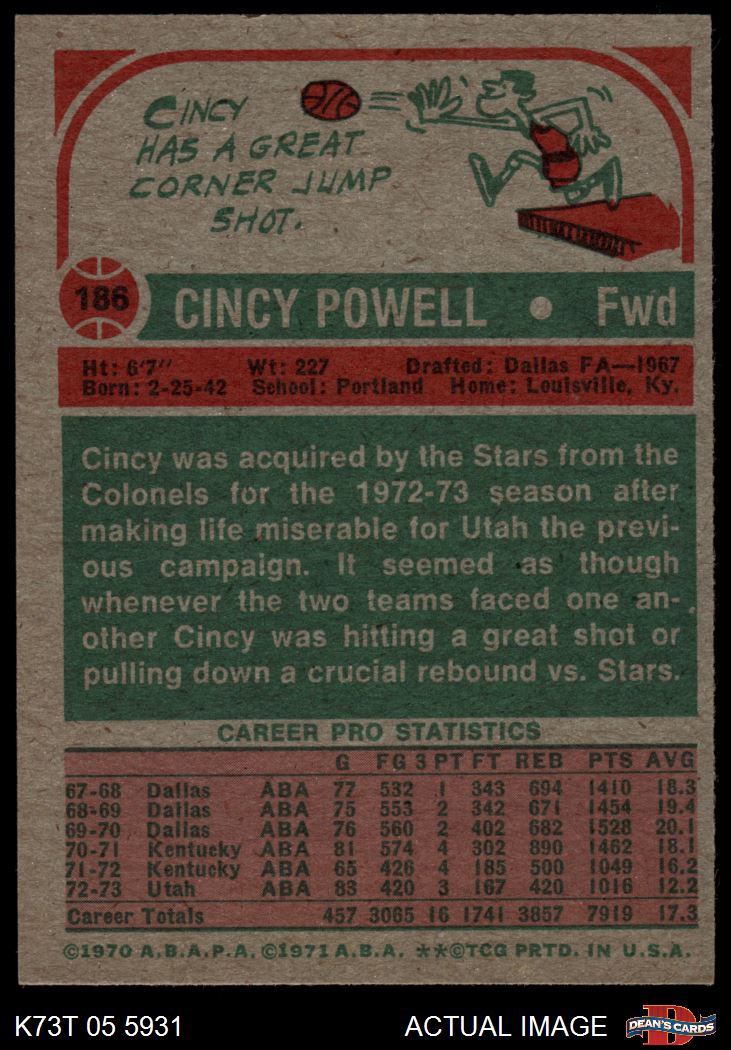 CINCY
HAS A GREAT
CORNER JUMP
SHOT.
186
CINCY POWELL • Fwd
Ht: 6'7" Wt: 227 Drafted: Dallas FA—1967
Born: 2-25-42 School: Portland Home: Louisville, Ky.
Cincy was acquired by the Stars from the
Colonels for the 1972-73 season after
making life miserable for Utah the previ-
ous campaign. It seemed as though
whenever the two teams faced one an-
other Cincy was hitting a great shot or
pulling down a crucial rebound vs. Stars.
CAREER PRO STATISTICS
G FG 3 PT FT REB PTS AVG
67-68 Dallas ABA 77 532 1 343 694 1410 18.3
68-69 Dallas ABA 75 553 2 342 671 1454 19.4
69-70 Dallas ABA 76 560 2 402 682 1528 20.1
70-71 Kentucky ABA 81 574 4 302 890 1462 18.1
71-72 Kentucky ABA 65 426 4 185 500 1049 16.2
72-73 Utah ABA 83 420 3 167 420 1016 12.2
Career Totals 457 3065 16 1741 3857 7919 17.3
©1970 A.B.A.P.A. ©1971 A.B.A. **©TCG PRTD. IN U.S.A.
K73T 05 5931 ACTUAL IMAGE DEAN'S CARDS